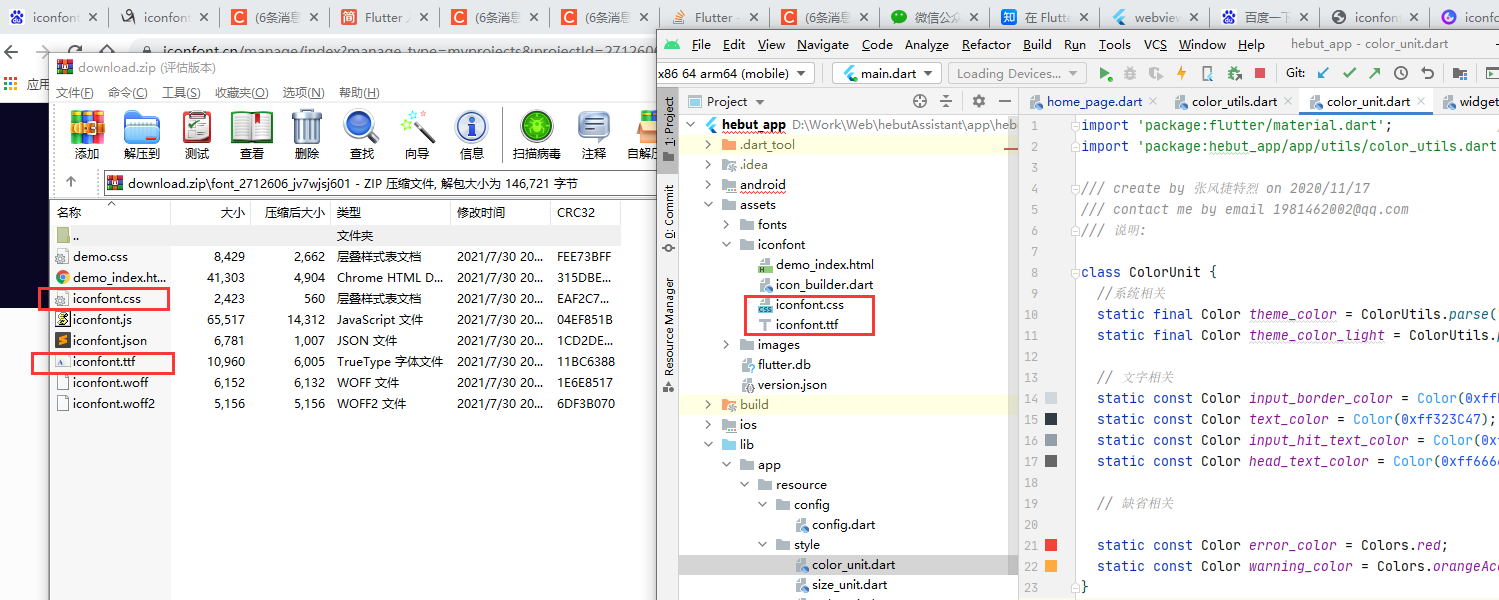 iconfont
iconfont
(6条消息
Flutter
(6条消息
(6条消息
Flutter -
(6条消息
微信公众
在 Flutte
webview
百度一下
iconfon
iconfo
iconfont.cn/manage/index?manage_type=myprojects&projectId=2712606
应用
download.zip (评估版本)
文件(F) 命令(C) 工具(S) 收藏夹(O) 选项(N) 帮助(H)
添加 解压到 测试 查看 删除 查找 向导 信息 扫描病毒 注释 自解压
download.zip\font_2712606_jv7wjsj601 - ZIP 压缩文件, 解包大小为 146,721 字节
名称 大小 压缩后大小 类型 修改时间 CRC32
.. 文件夹
demo.css 8,429 2,662 层叠样式表文档 2021/7/30 20... FEE73BFF
demo_index.ht... 41,303 4,904 Chrome HTML D... 2021/7/30 20... 315DBE...
iconfont.css 2,423 560 层叠样式表文档 2021/7/30 20... EAF2C7...
iconfont.js 65,517 14,312 JavaScript 文件 2021/7/30 20... 04EF851B
iconfont.json 6,781 1,007 JSON 文件 2021/7/30 20... 1CD2DE...
iconfont.ttf 10,960 6,005 TrueType 字体文件 2021/7/30 20... 11BC6388
iconfont.woff 6,152 6,132 WOFF 文件 2021/7/30 20... 1E6E8517
iconfont.woff2 5,156 5,156 WOFF2 文件 2021/7/30 20... 6DF3B070
File Edit View Navigate Code Analyze Refactor Build Run Tools VCS Window Help hebut_app - color_unit.dart
x86 64 arm64 (mobile) main.dart Loading Devices... Git:
1: Project
0: Commit
Resource Manager
Project
home_page.dart color_utils.dart color_unit.dart widget
hebut_app D:\Work\Web\hebutAssistant\app\heb
.dart_tool
.idea
android
assets
fonts
iconfont
demo_index.html
icon_builder.dart
iconfont.css
iconfont.ttf
images
flutter.db
version.json
build
ios
lib
app
resource
config
config.dart
style
color_unit.dart
size_unit.dart
1 import 'package:flutter/material.dart';
2 import 'package:hebut_app/app/utils/color_utils.dart
3
4 /// create by 张风捷特烈 on 2020/11/17
5 /// contact me by email 1981462002@qq.com
6 /// 说明:
7
8 class ColorUnit {
9 //系统相关
10 static final Color theme_color = ColorUtils.parse(
11 static final Color theme_color_light = ColorUtils.
12
13 // 文字相关
14 static const Color input_border_color = Color(0xff
15 static const Color text_color = Color(0xff323C47);
16 static const Color input_hit_text_color = Color(0x
17 static const Color head_text_color = Color(0xff666
18
19 // 缺省相关
20
21 static const Color error_color = Colors.red;
22 static const Color warning_color = Colors.orangeAc
23 }